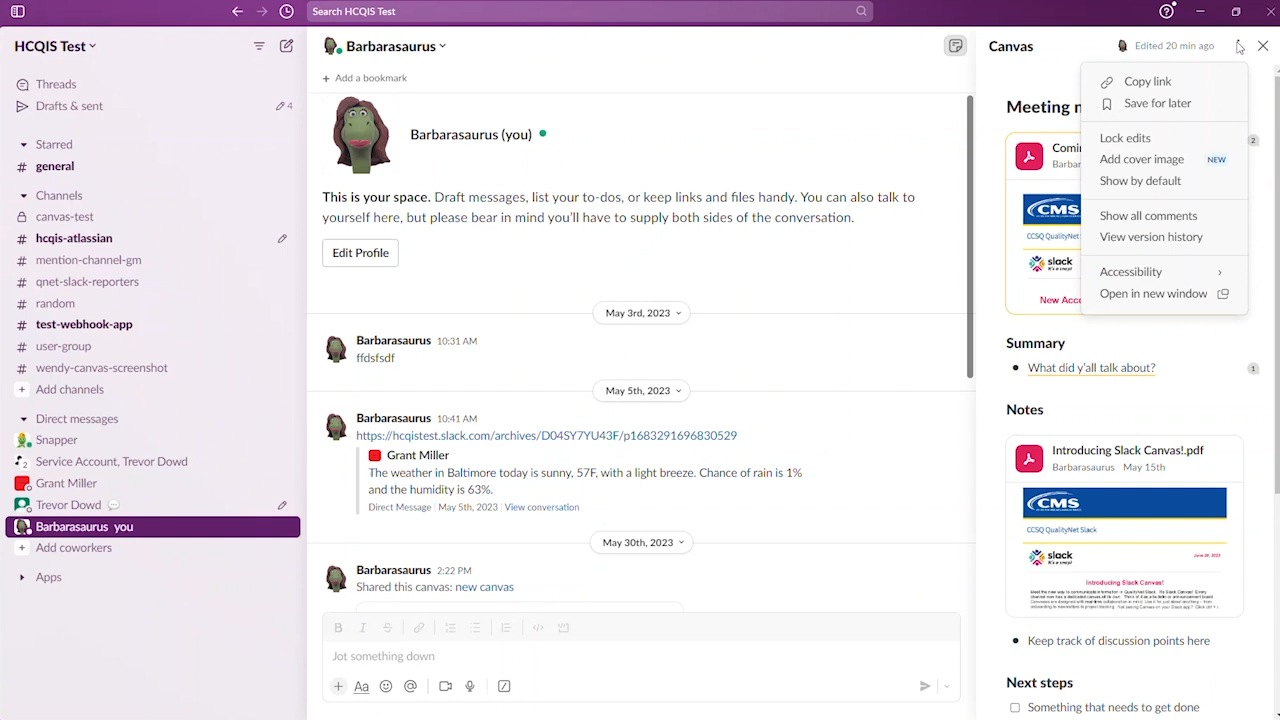 Search HCQIS Test
HCQIS Test
Threads
Drafts & sent
4
Starred
# general
Channels
canvas-test
# hcqis-atlassian
# mention-channel-gm
# qnet-slack-reporters
# random
# test-webhook-app
# user-group
# wendy-canvas-screenshot
+ Add channels
Direct messages
Snapper
2 Service Account, Trevor Dowd
Grant Miller
Trevor Dowd
Barbarasaurus you
+ Add coworkers
Apps
Barbarasaurus
+ Add a bookmark
Barbarasaurus (you)
This is your space. Draft messages, list your to-dos, or keep links and files handy. You can also talk to
yourself here, but please bear in mind you'll have to supply both sides of the conversation.
Edit Profile
May 3rd, 2023
Barbarasaurus 10:31 AM
ffdsfsdf
May 5th, 2023
Barbarasaurus 10:41 AM
https://hcqistest.slack.com/archives/D04SY7YU43F/p1683291696830529
Grant Miller
The weather in Baltimore today is sunny, 57F, with a light breeze. Chance of rain is 1%
and the humidity is 63%.
Direct Message | May 5th, 2023 | View conversation
May 30th, 2023
Barbarasaurus 2:22 PM
Shared this canvas: new canvas
B I S
Jot something down
+ Aa @
Canvas
Edited 20 min ago
Copy link
Save for later
Lock edits
Add cover image NEW
Show by default
Show all comments
View version history
Accessibility
Open in new window
Meeting n
2
Comin
Barbar
CMS
CCSQ QualityNet S
slack
It's a snap!
New Acco
Summary
What did y'all talk about?
1
Notes
Introducing Slack Canvas!.pdf
Barbarasaurus May 15th
CMS
CCSQ QualityNet Slack
slack
It's a snap!
Introducing Slack Canvas!
Keep track of discussion points here
Next steps
Something that needs to get done